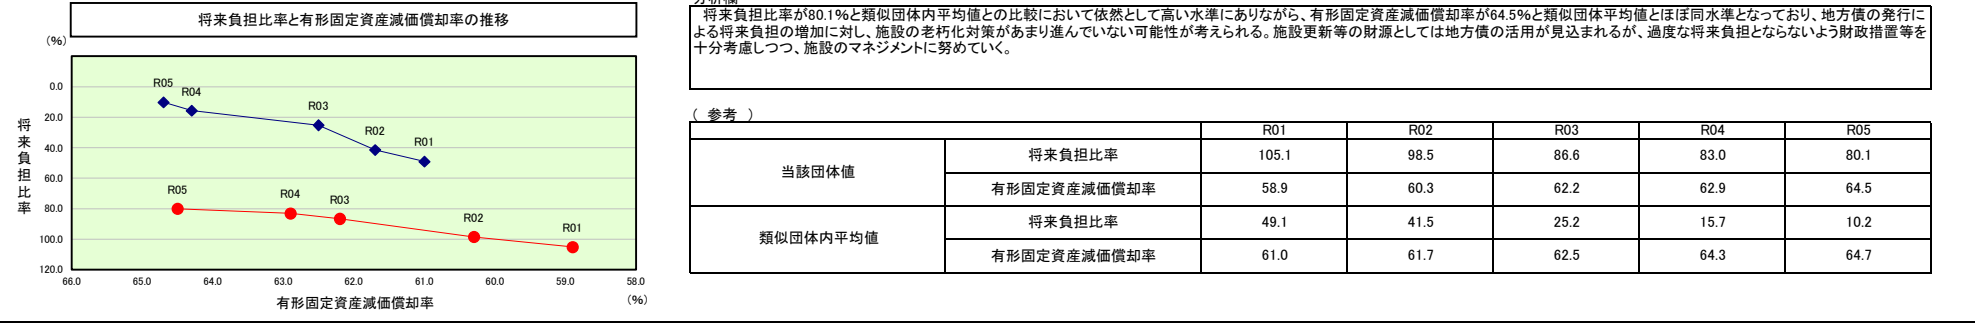 将来負担比率と有形固定資産減価償却率の推移
(%)
0.0
20.0
40.0
60.0
80.0
100.0
120.0
将来負担比率
R05
R04
R03
R02
R01
R05
R04
R03
R02
R01
66.0 65.0 64.0 63.0 62.0 61.0 60.0 59.0 58.0
有形固定資産減価償却率
(%)
分析欄
将来負担比率が80.1%と類似団体内平均値との比較において依然として高い水準にありながら、有形固定資産減価償却率が64.5%と類似団体平均値とほぼ同水準となっており、地方債の発行に
よる将来負担の増加に対し、施設の老朽化対策があまり進んでいない可能性が考えられる。施設更新等の財源としては地方債の活用が見込まれるが、過度な将来負担とならないよう財政措置等を
十分考慮しつつ、施設のマネジメントに努めていく。
( 参考 )
R01 R02 R03 R04 R05
当該団体値
将来負担比率 105.1 98.5 86.6 83.0 80.1
有形固定資産減価償却率 58.9 60.3 62.2 62.9 64.5
類似団体内平均値
将来負担比率 49.1 41.5 25.2 15.7 10.2
有形固定資産減価償却率 61.0 61.7 62.5 64.3 64.7